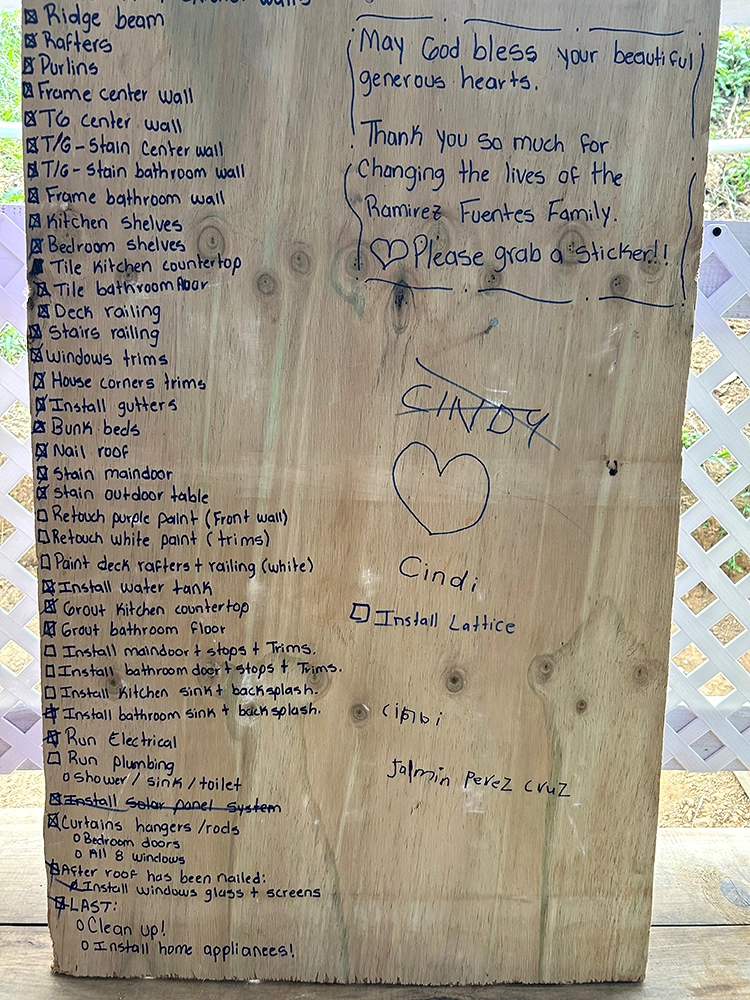 walls
Ridge beam
Rafters
Purlins
Frame center wall
TG center wall
T/G-Stain Center wall
T/G-Stain bathroom wall
Frame bathroom wall
Kitchen shelves
Bedroom shelves
Tile Kitchen countertop
Tile bathroom floor
Deck railing
Stairs railing
Windows trims
House corners trims
Install gutters
Bunk beds
Nail roof
Stain maindoor
Stain outdoor table
Retouch purple paint (Front wall)
Retouch white paint (trims)
Paint deck rafters + railing (white)
Install water tank
Grout Kitchen countertop
Grout bathroom floor
Install maindoor + stops + Trims.
Install bathroom door + stops + Trims.
Install Kitchen sink + backsplash.
Install bathroom sink + backsplash.
Run Electrical
Run plumbing
o Shower / sink / toilet
Install Solar panel System
Curtains hangers / rods
o Bedroom doors
o All 8 windows
After roof has been nailed:
Install windows glass + screens
LAST:
o Clean up!
o Install home appliancees!
May God bless your beautiful
generous hearts.
Thank you so much for
Changing the lives of the
Ramirez Fuentes Family.
Please grab a sticker!!
CINDY
Cindi
Install Lattice
Jalmin Perez Cruz